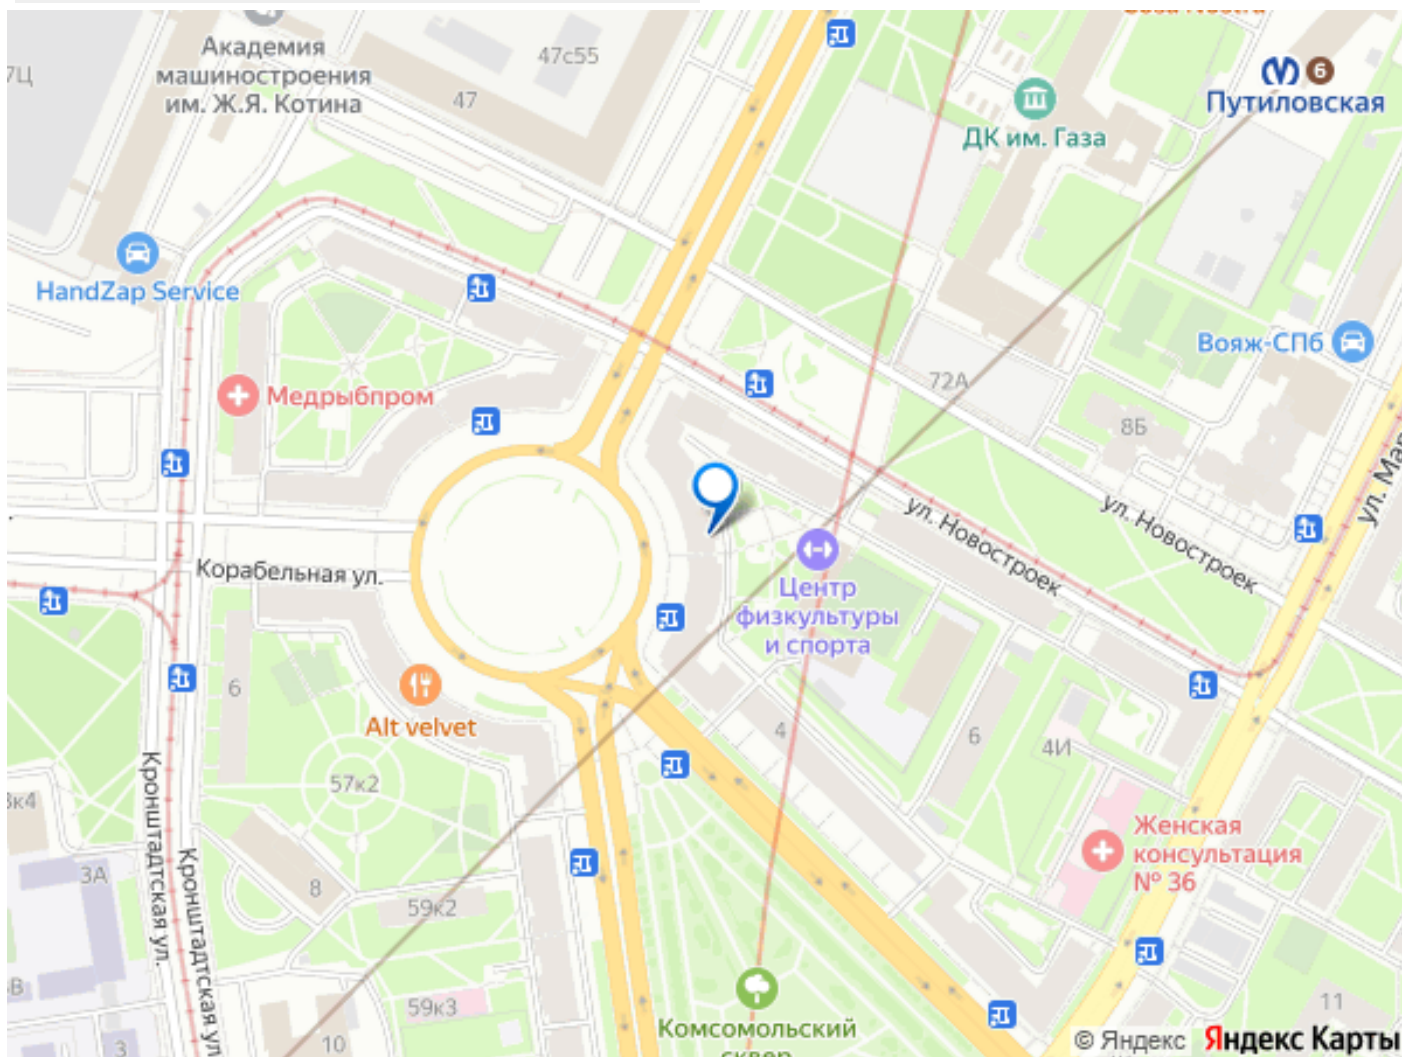 Академия
машиностроения
им. Ж.Я. Котина
47с55
47
7Ц
6
Путиловская
ДК им. Газа
HandZap Service
Вояж-СПб
72А
8Б
Медрыбпром
ул. Новостроек
ул. Новостроек
Корабельная ул.
Центр
физкультуры
и спорта
6
Alt velvet
4
6
4И
57к2
Кронштадтская ул.
Кронштадтская ул
3к4
3А
8
Женская
консультация
№ 36
59к2
59к3
10
3
11
Комсомольский
© Яндекс Яндекс Карты